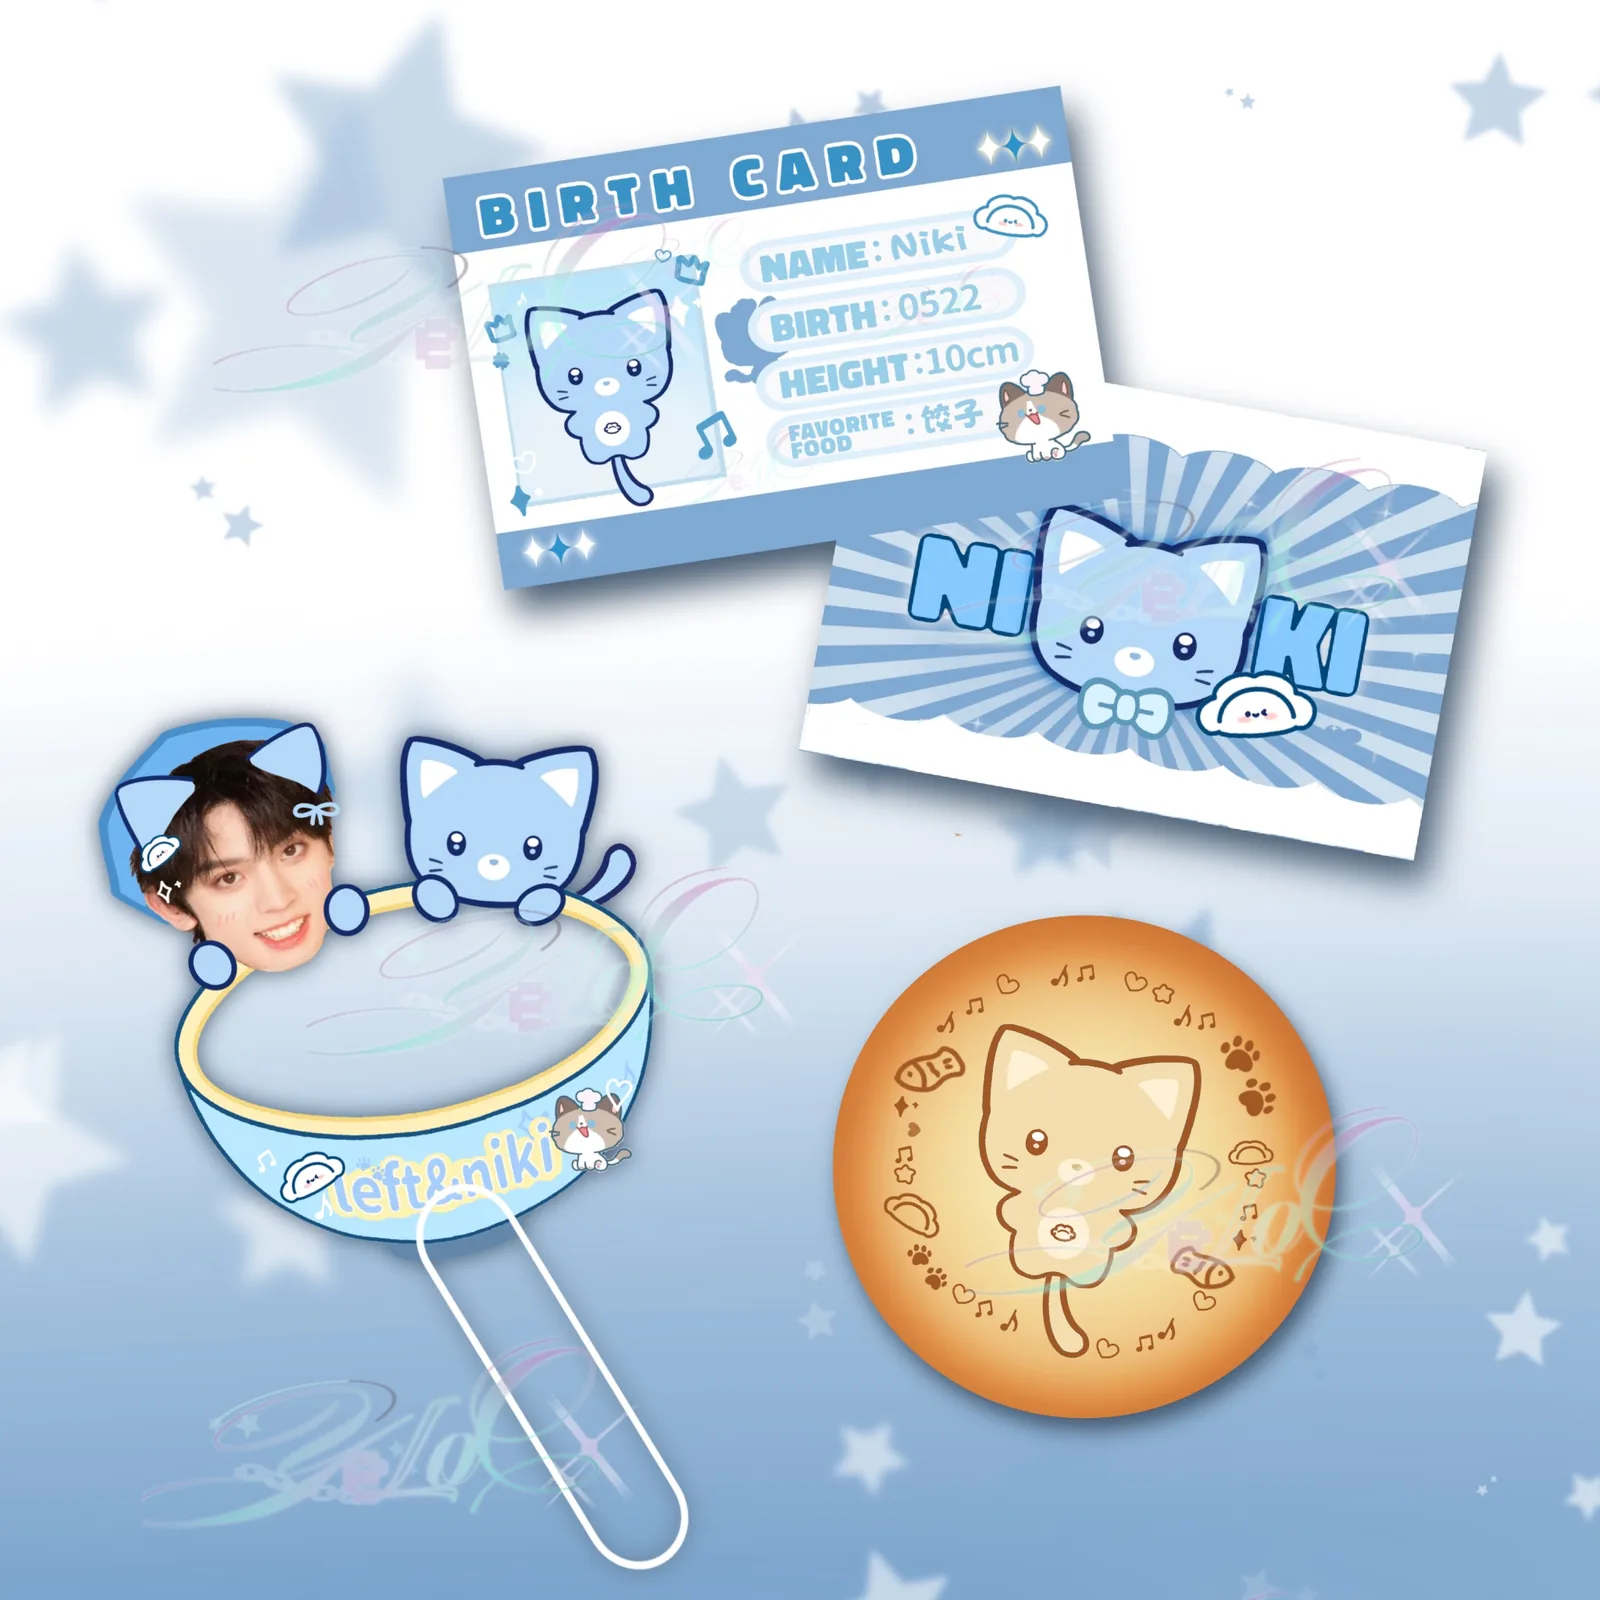 BIRTH CARD
NAME：Niki
BIRTH：0522
HEIGHT：10cm
FAVORITE FOOD：饺子
NI KI
left&niki